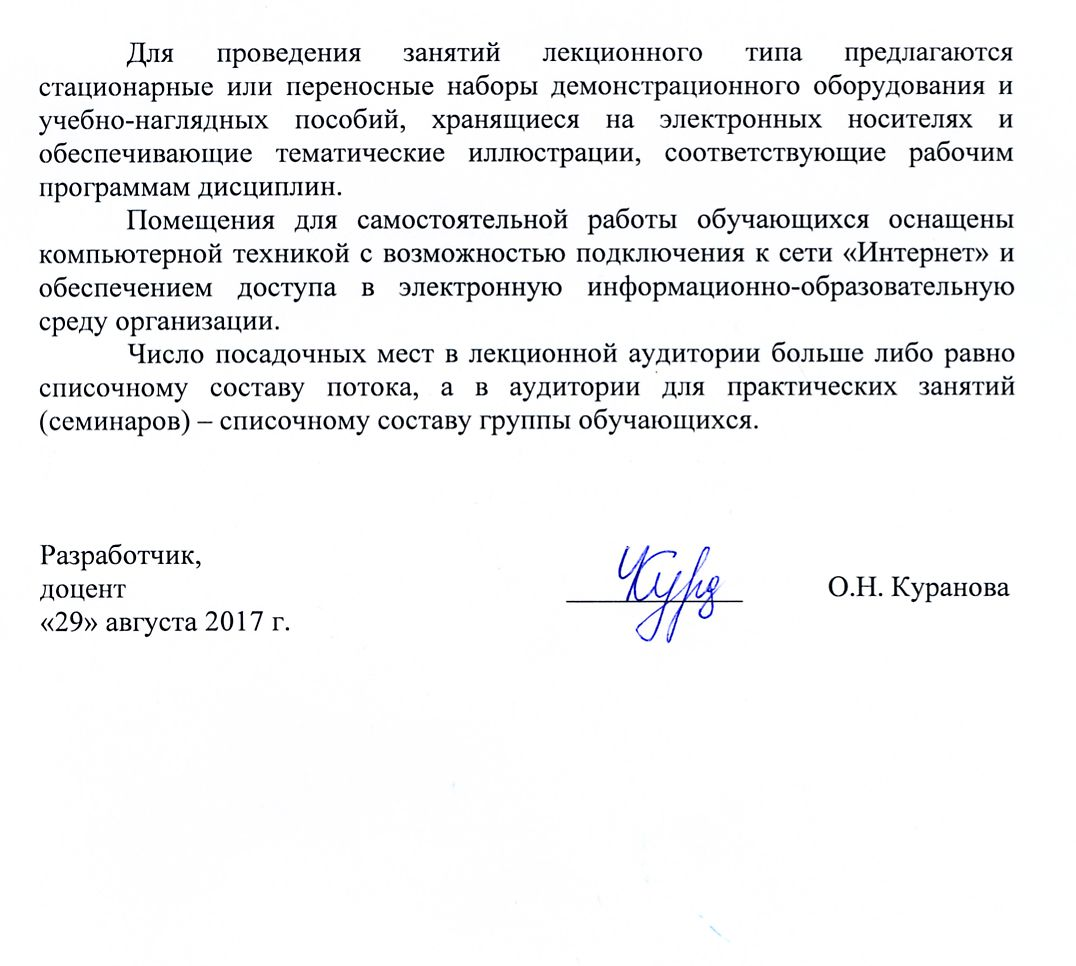 Для проведения занятий лекционного типа предлагаются
стационарные или переносные наборы демонстрационного оборудования и
учебно-наглядных пособий, хранящиеся на электронных носителях и
обеспечивающие тематические иллюстрации, соответствующие рабочим
программам дисциплин.
Помещения для самостоятельной работы обучающихся оснащены
компьютерной техникой с возможностью подключения к сети «Интернет» и
обеспечением доступа в электронную информационно-образовательную
среду организации.
Число посадочных мест в лекционной аудитории больше либо равно
списочному составу потока, а в аудитории для практических занятий
(семинаров) – списочному составу группы обучающихся.
Разработчик,
доцент О.Н. Куранова
«29» августа 2017 г.